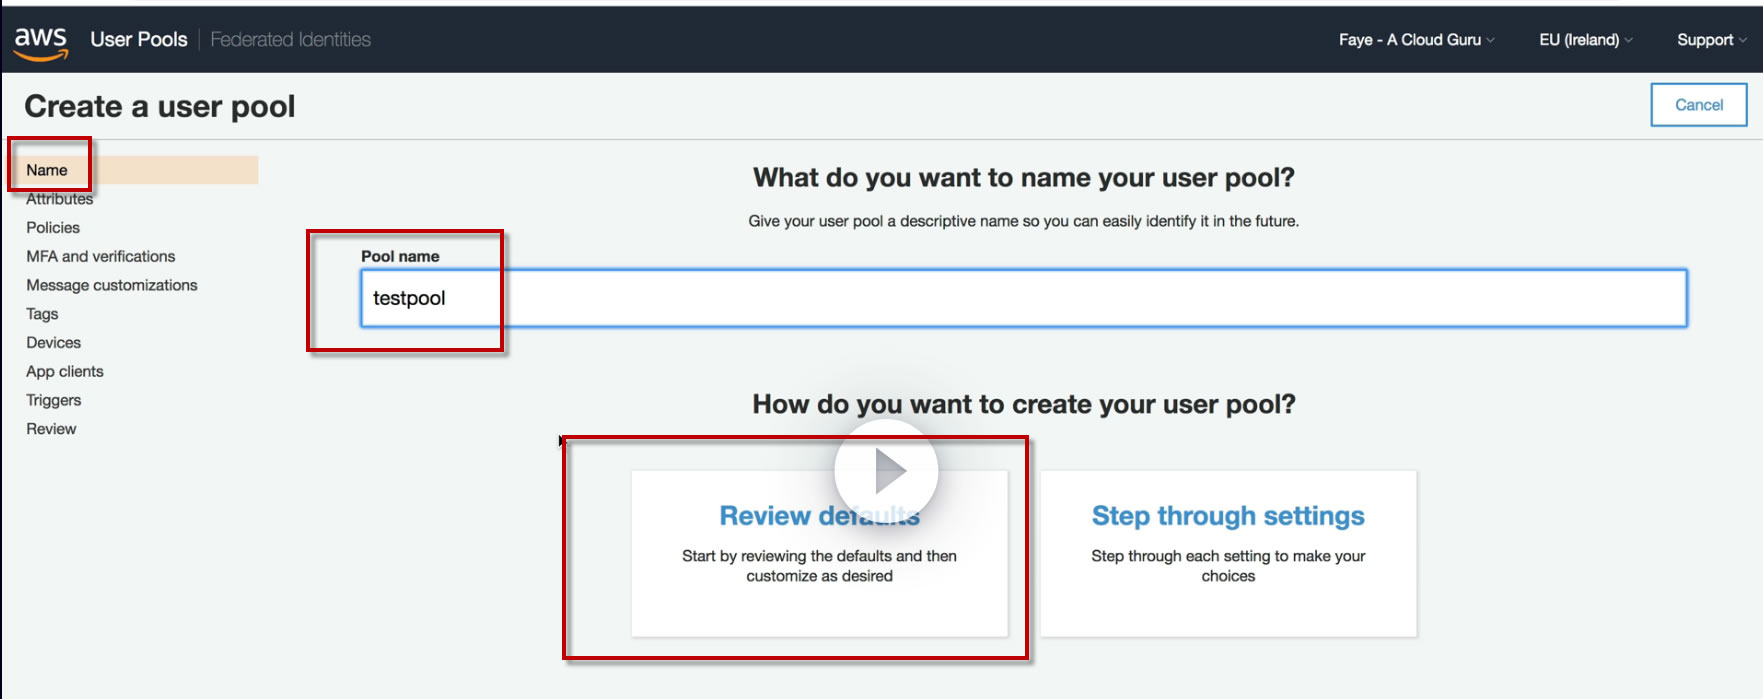 aws User Pools Federated Identities Faye - A Cloud Guru EU (Ireland) Support
Create a user pool
Cancel
Name
Attributes
Policies
MFA and verifications
Message customizations
Tags
Devices
App clients
Triggers
Review
What do you want to name your user pool?
Give your user pool a descriptive name so you can easily identify it in the future.
Pool name
testpool
How do you want to create your user pool?
Review defaults
Start by reviewing the defaults and then
customize as desired
Step through settings
Step through each setting to make your
choices